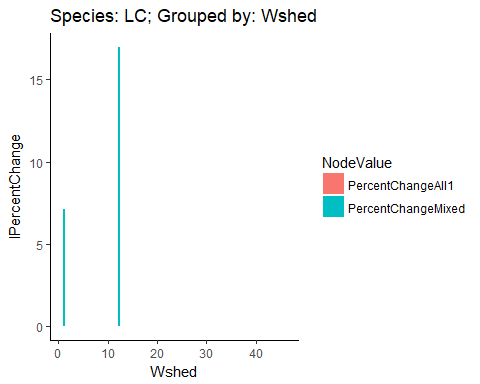 Species: LC; Grouped by: Wshed
lPercentChange
15
10
5
0
0 10 20 30 40
Wshed
NodeValue
PercentChangeAll1
PercentChangeMixed